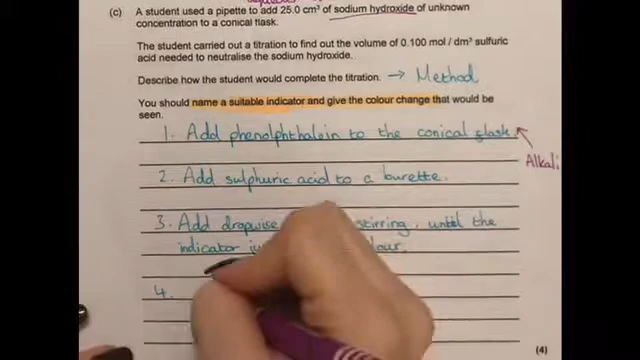 (c) A student used a pipette to add 25.0 cm³ of sodium hydroxide of unknown
concentration to a conical flask.
The student carried out a titration to find out the volume of 0.100 mol / dm³ sulfuric
acid needed to neutralise the sodium hydroxide.
Describe how the student would complete the titration. → Method
You should name a suitable indicator and give the colour change that would be
seen.
1. Add phenolphthalein to the conical flask
Alkali
2. Add sulphuric acid to a burette.
3. Add dropwise stirring, until the
indicator
4.
(4)